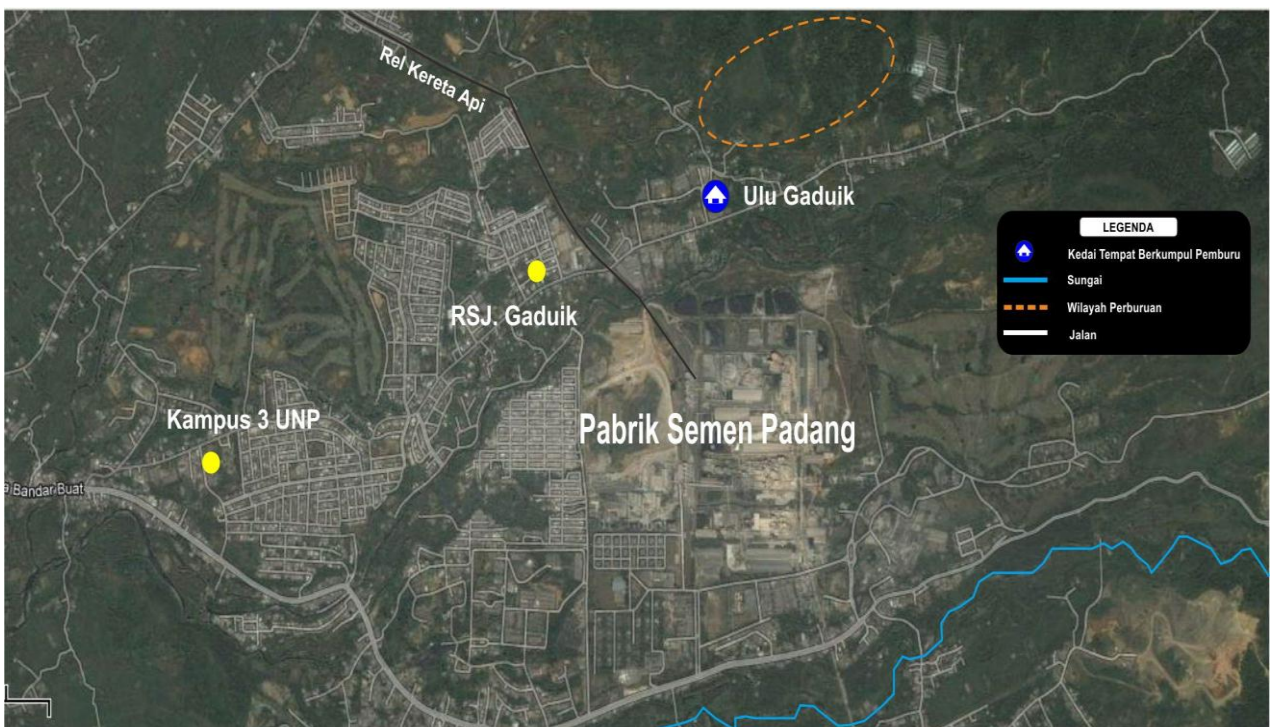 Rel Kereta Api
Ulu Gaduik
LEGENDA
Kedai Tempat Berkumpul Pemburu
Sungai
Wilayah Perburuan
Jalan
RSJ. Gaduik
Kampus 3 UNP
Pabrik Semen Padang
a Bandar Buat